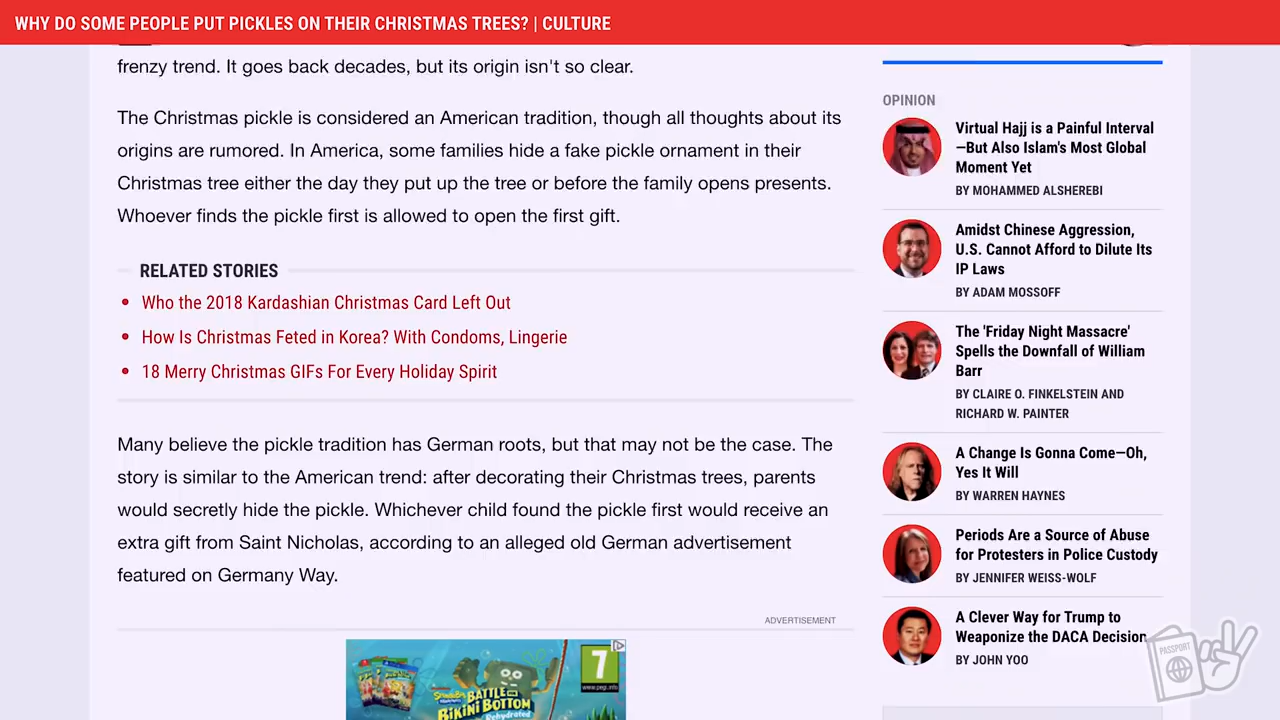 WHY DO SOME PEOPLE PUT PICKLES ON THEIR CHRISTMAS TREES? | CULTURE
frenzy trend. It goes back decades, but its origin isn't so clear.
The Christmas pickle is considered an American tradition, though all thoughts about its
origins are rumored. In America, some families hide a fake pickle ornament in their
Christmas tree either the day they put up the tree or before the family opens presents.
Whoever finds the pickle first is allowed to open the first gift.
RELATED STORIES
Who the 2018 Kardashian Christmas Card Left Out
How Is Christmas Feted in Korea? With Condoms, Lingerie
18 Merry Christmas GIFs For Every Holiday Spirit
Many believe the pickle tradition has German roots, but that may not be the case. The
story is similar to the American trend: after decorating their Christmas trees, parents
would secretly hide the pickle. Whichever child found the pickle first would receive an
extra gift from Saint Nicholas, according to an alleged old German advertisement
featured on Germany Way.
ADVERTISEMENT
SpongeBob
BATTLE FOR
BIKINI BOTTOM
Rehydrated
7
www.pegi.info
OPINION
Virtual Hajj is a Painful Interval
—But Also Islam's Most Global
Moment Yet
BY MOHAMMED ALSHEREBI
Amidst Chinese Aggression,
U.S. Cannot Afford to Dilute Its
IP Laws
BY ADAM MOSSOFF
The 'Friday Night Massacre'
Spells the Downfall of William
Barr
BY CLAIRE O. FINKELSTEIN AND
RICHARD W. PAINTER
A Change Is Gonna Come—Oh,
Yes It Will
BY WARREN HAYNES
Periods Are a Source of Abuse
for Protesters in Police Custody
BY JENNIFER WEISS-WOLF
A Clever Way for Trump to
Weaponize the DACA Decision
BY JOHN YOO
PASSPORT